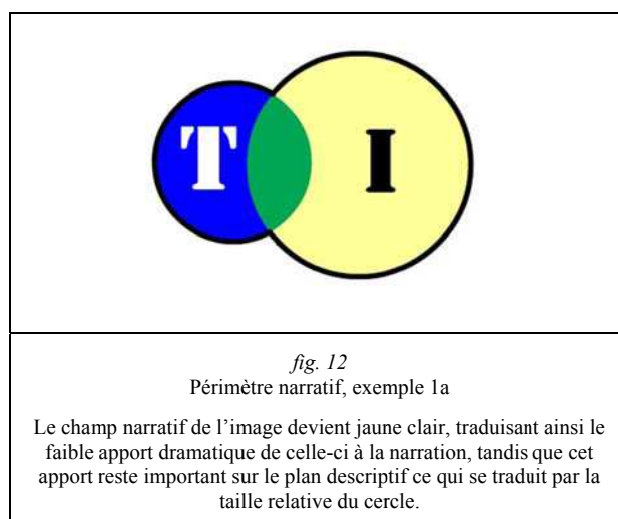 T I
fig. 12
Périmètre narratif, exemple 1a
Le champ narratif de l’image devient jaune clair, traduisant ainsi le
faible apport dramatique de celle-ci à la narration, tandis que cet
apport reste important sur le plan descriptif ce qui se traduit par la
taille relative du cercle.